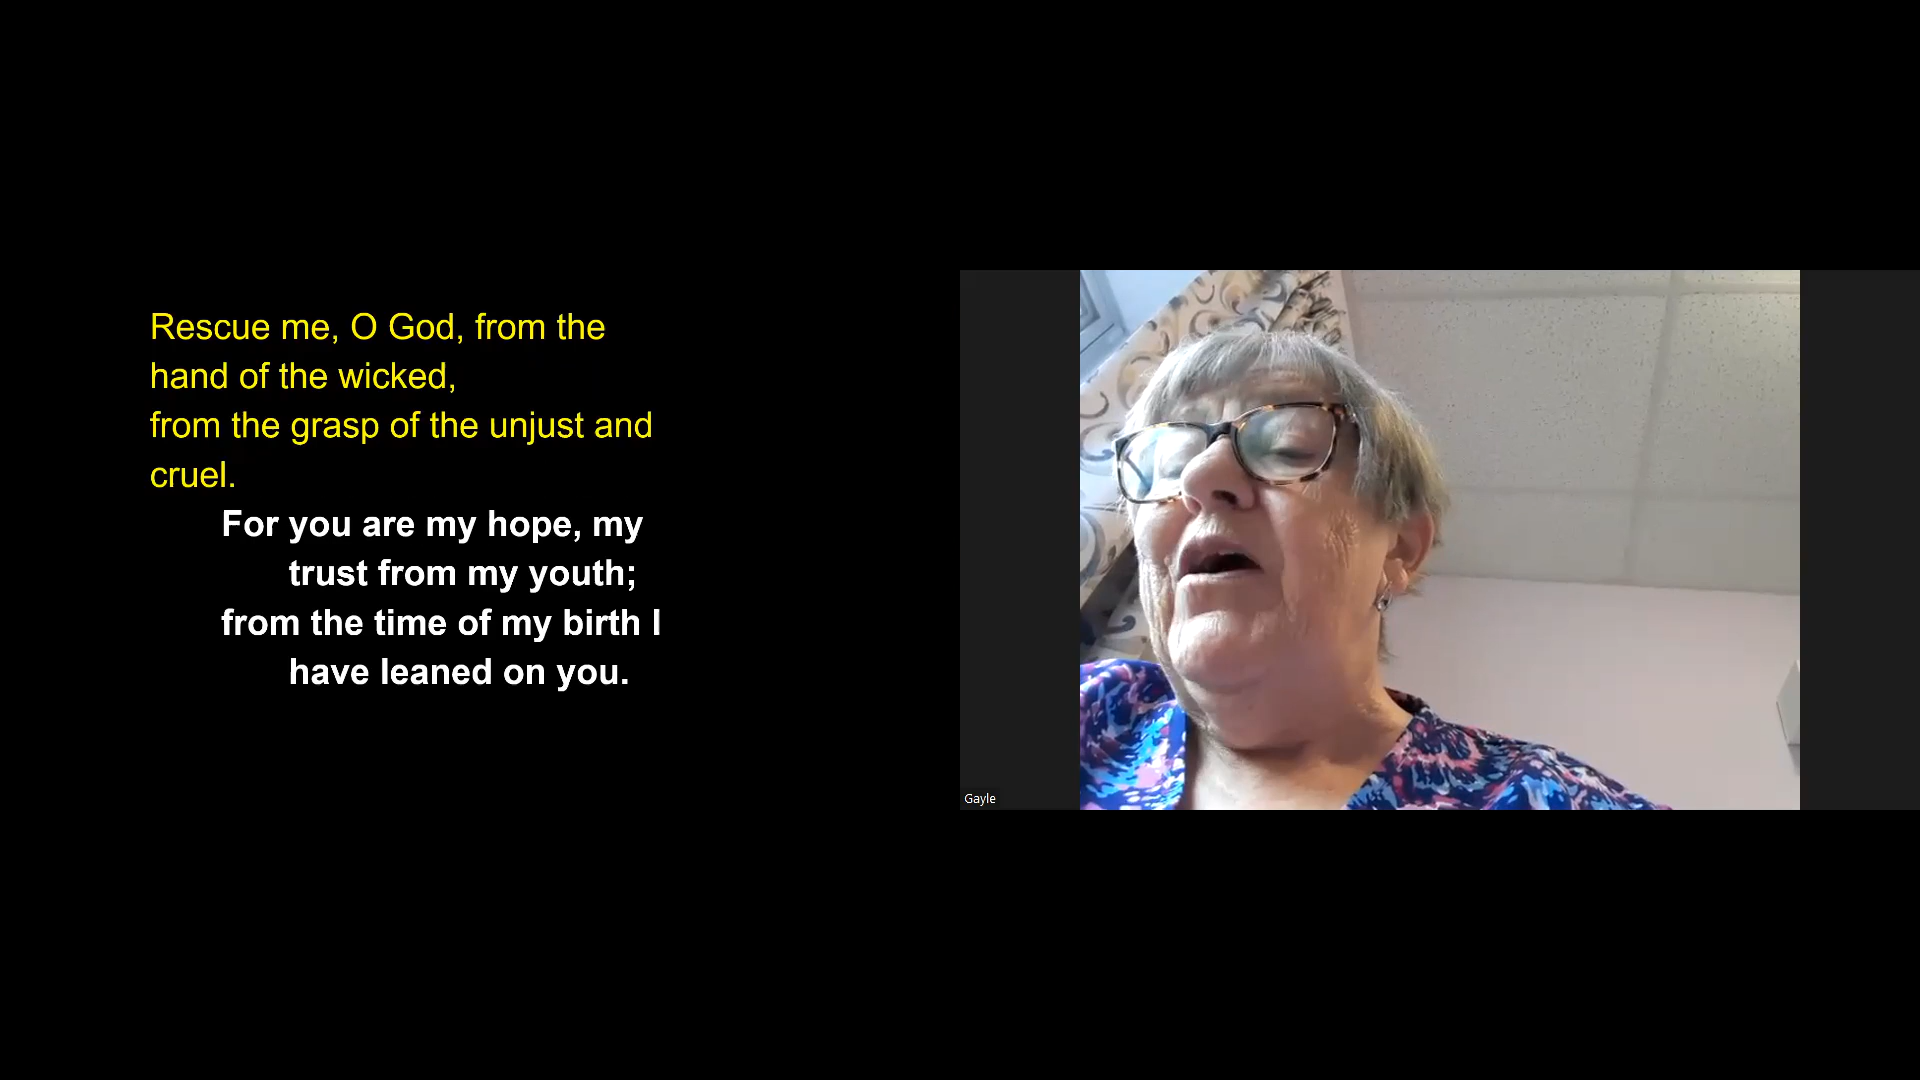 Rescue me, O God, from the
hand of the wicked,
from the grasp of the unjust and
cruel.
For you are my hope, my
trust from my youth;
from the time of my birth I
have leaned on you.
Gayle